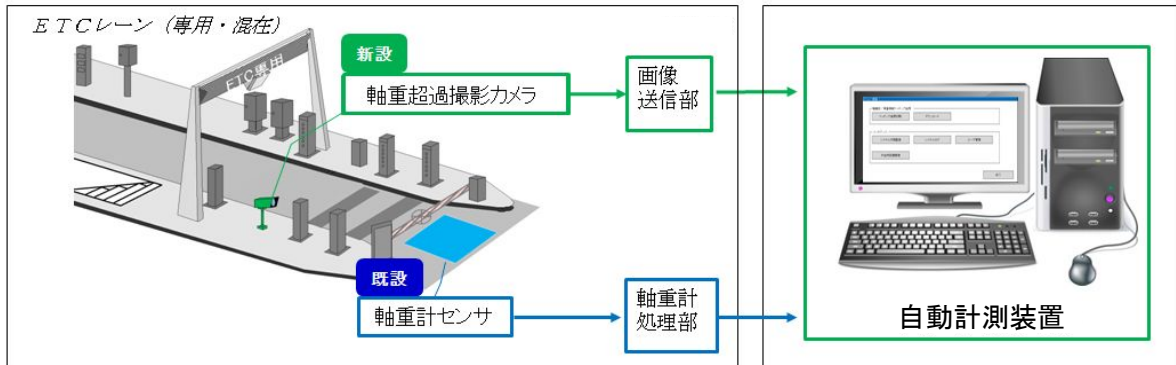 ETCレーン（専用・混在）
ETC専用
新設
軸重超過撮影カメラ
画像
送信部
既設
軸重計センサ
軸重計
処理部
自動計測装置